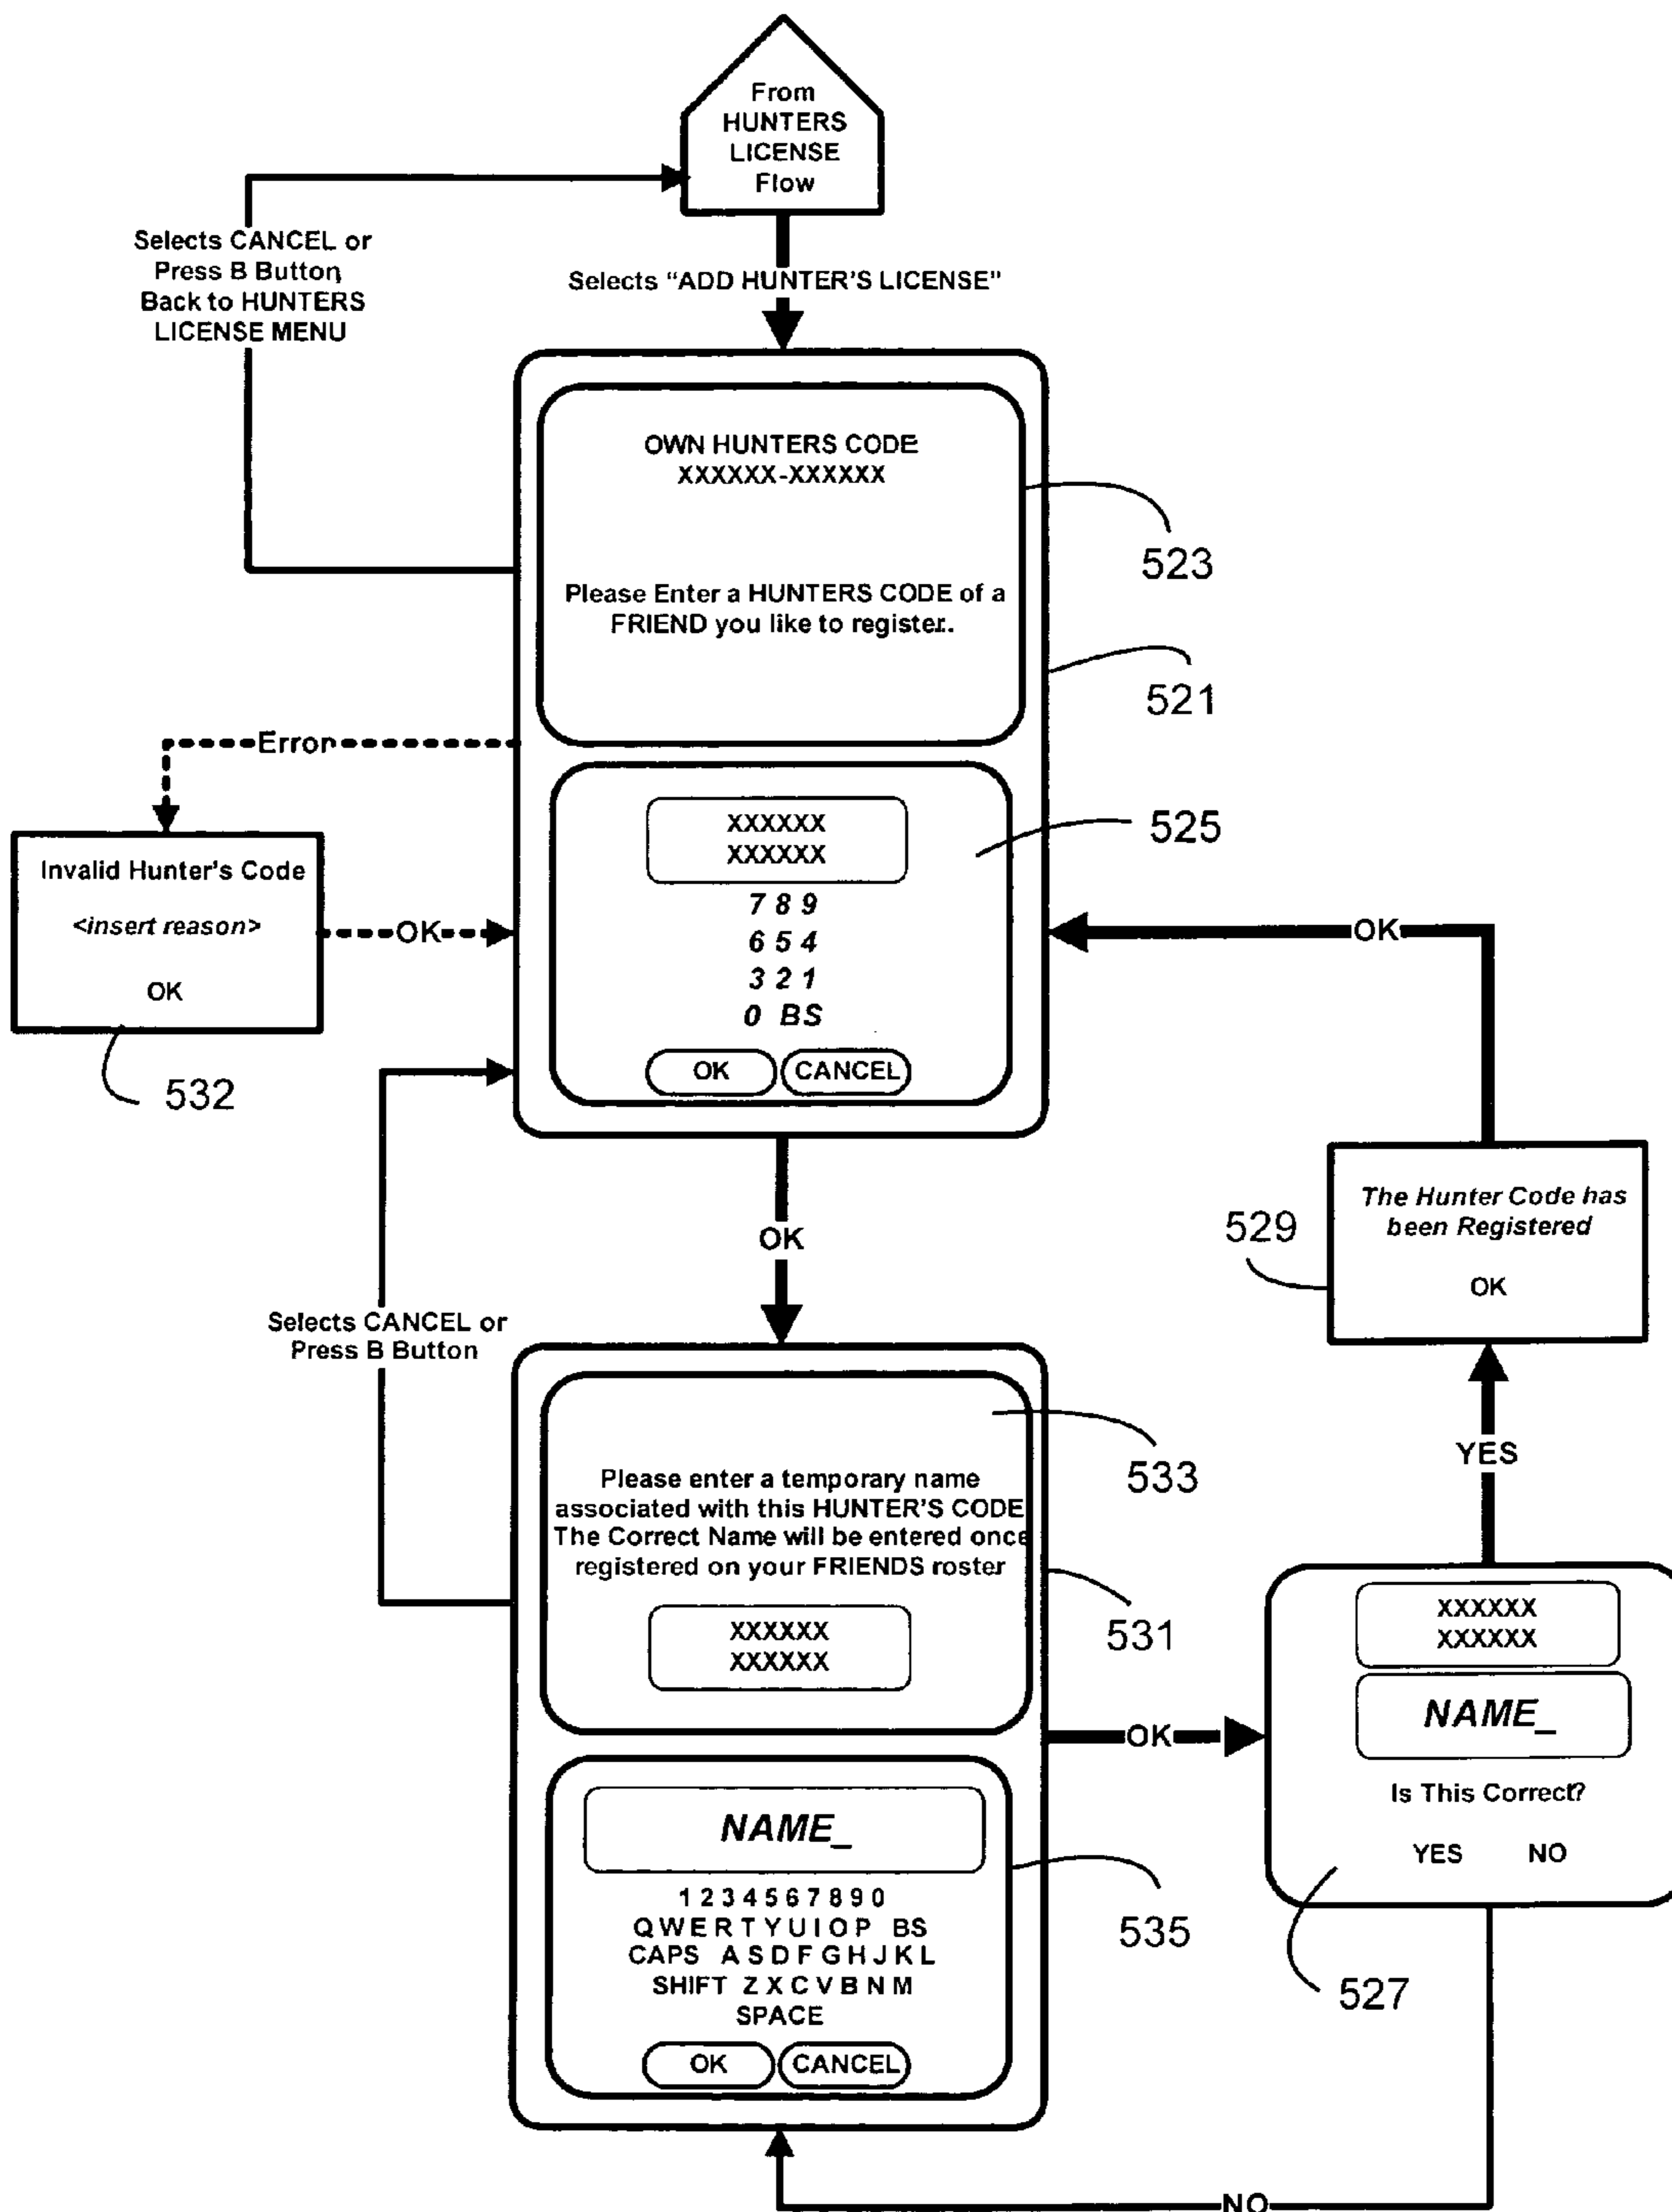 From
HUNTERS
LICENSE
Flow
Selects CANCEL or
Press B Button
Back to HUNTERS
LICENSE MENU
Selects “ADD HUNTER'S LICENSE”
OWN HUNTERS CODE
XXXXXX-XXXXXX
523
Please Enter a HUNTERS CODE of a
FRIEND you like to register.
521
Error
XXXXXX
XXXXXX
525
7 8 9
6 5 4
3 2 1
0 BS
OK CANCEL
Invalid Hunter's Code
<insert reason>
OK
OK
532
OK
The Hunter Code has
been Registered
OK
529
OK
Selects CANCEL or
Press B Button
YES
533
Please enter a temporary name
associated with this HUNTER'S CODE
The Correct Name will be entered once
registered on your FRIENDS roster
XXXXXX
XXXXXX
531
OK
XXXXXX
XXXXXX
NAME_
Is This Correct?
YES NO
527
NAME_
1 2 3 4 5 6 7 8 9 0
Q W E R T Y U I O P BS
CAPS A S D F G H J K L
SHIFT Z X C V B N M
SPACE
OK CANCEL
535
NO